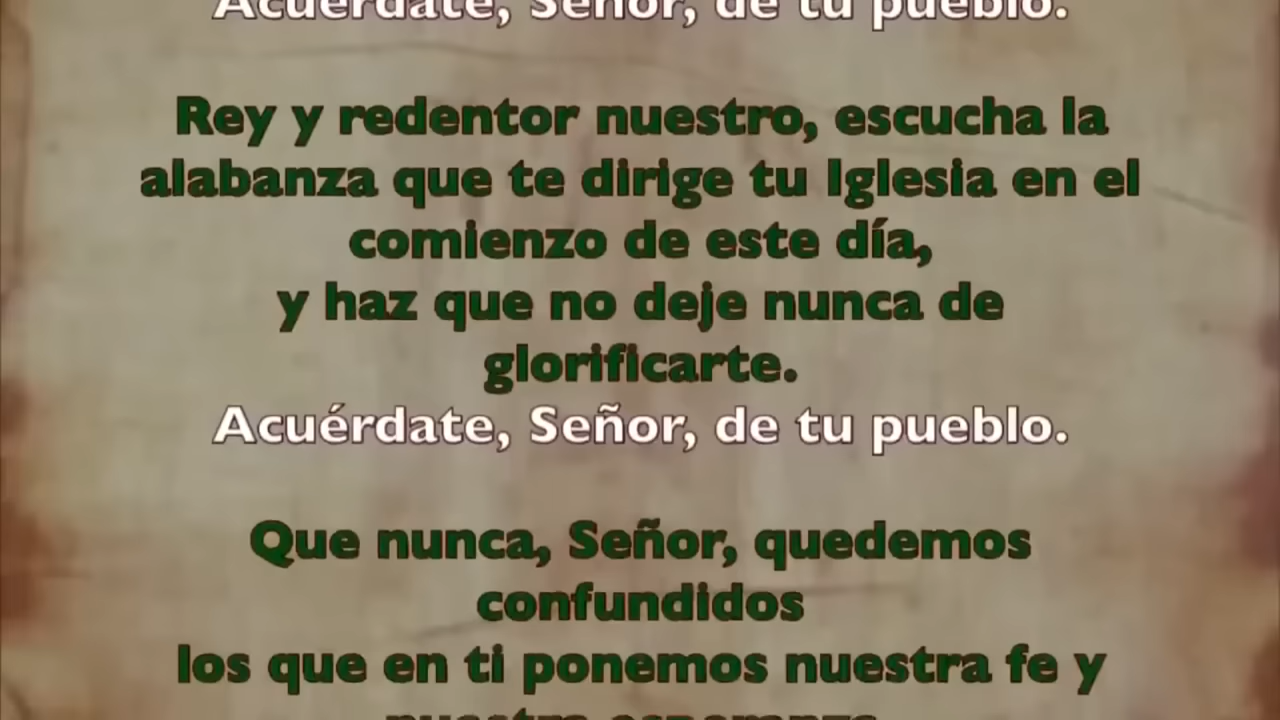 Acuérdate, Señor, de tu pueblo.
Rey y redentor nuestro, escucha la
alabanza que te dirige tu Iglesia en el
comienzo de este día,
y haz que no deje nunca de
glorificarte.
Acuérdate, Señor, de tu pueblo.
Que nunca, Señor, quedemos
confundidos
los que en ti ponemos nuestra fe y
nuestra esperanza.